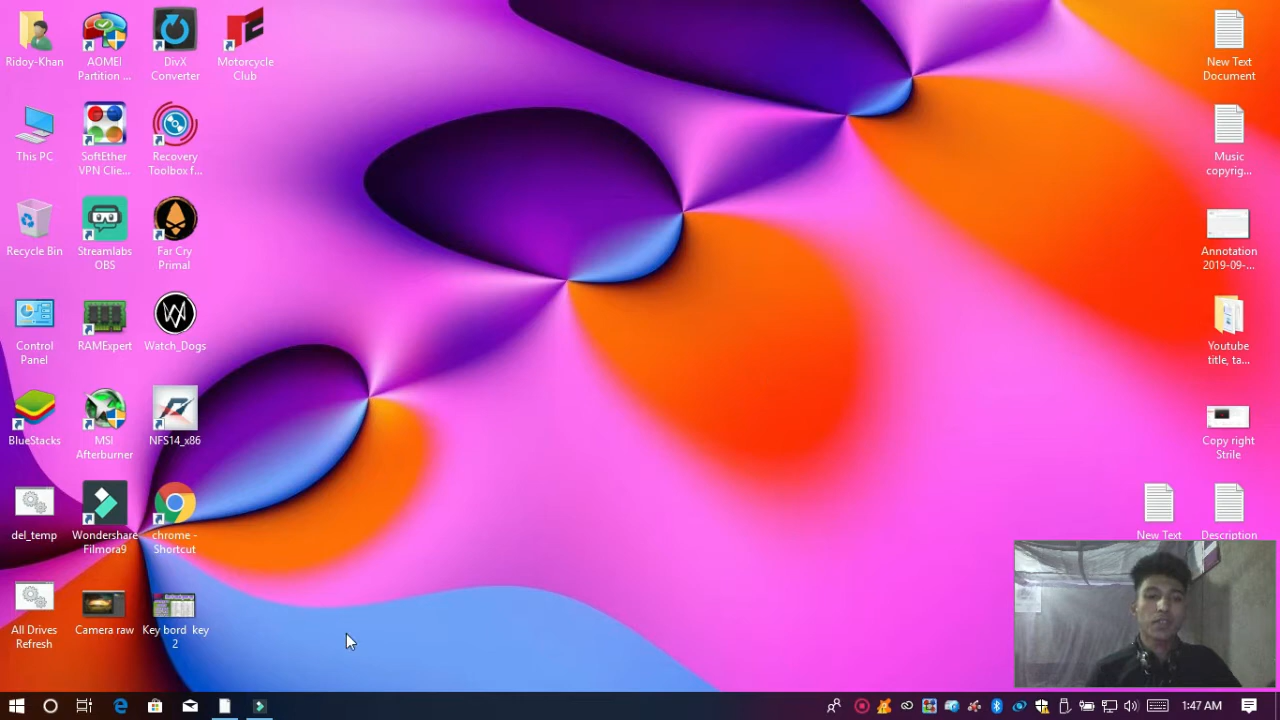 Ridoy-Khan
AOMEI
Partition ...
DivX
Converter
Motorcycle
Club
This PC
SoftEther
VPN Clie...
Recovery
Toolbox f...
Recycle Bin
Streamlabs
OBS
Far Cry
Primal
Control
Panel
RAMExpert
Watch_Dogs
BlueStacks
MSI
Afterburner
NFS14_x86
del_temp
Wondershare
Filmora9
chrome -
Shortcut
All Drives
Refresh
Camera raw
Key bord key
2
New Text
Document
Music
copyrig...
Annotation
2019-09-...
Youtube
title, ta...
Copy right
Strile
New Text
Description
1:47 AM